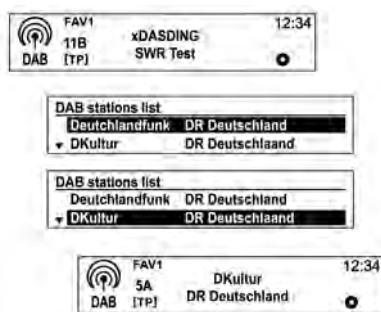 FAV1 12:34
11B xDASDING
DAB [TP] SWR Test
DAB stations list
Deutchlandfunk DR Deutschland
DKultur DR Deutschlaand
DAB stations list
Deutchlandfunk DR Deutschland
DKultur DR Deutschlaand
FAV1 12:34
5A DKultur
DAB [TP] DR Deutschland